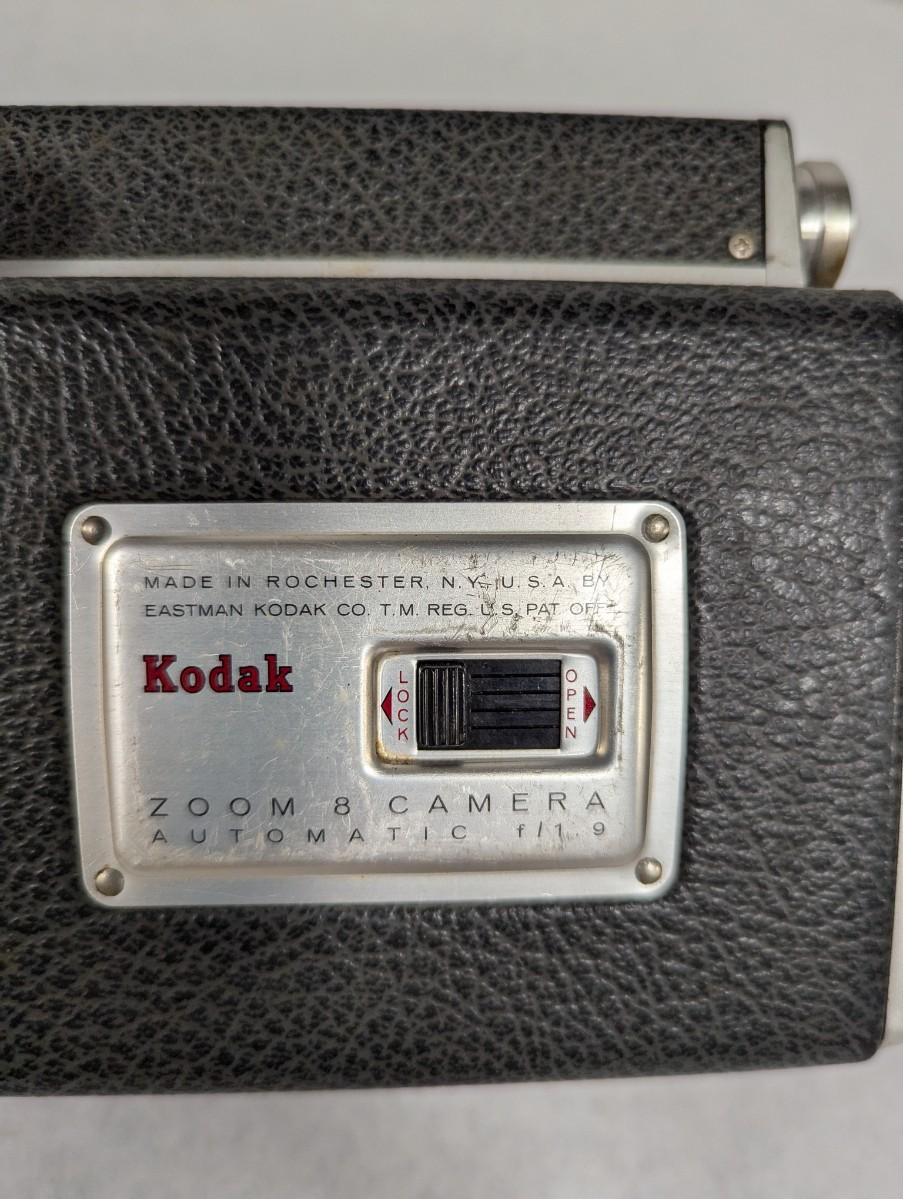 MADE IN ROCHESTER, N.Y., U.S.A. BY
EASTMAN KODAK CO. T.M. REG. U.S. PAT. OFF.
Kodak
LOCK
OPEN
ZOOM 8 CAMERA
AUTOMATIC f/1.9